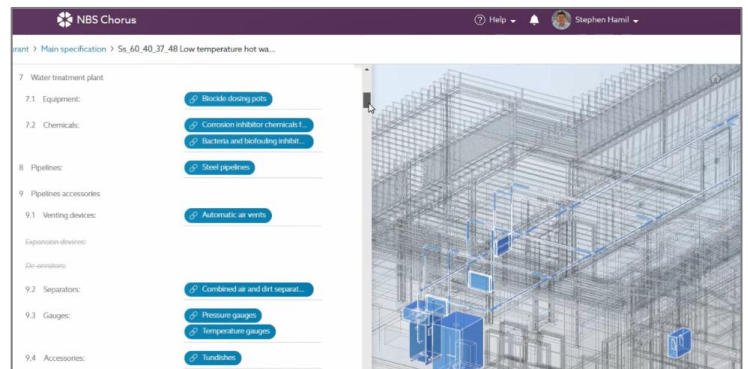 NBS Chorus
Help
Stephen Hamil
urant > Main specification > Ss_60_40_37_48 Low temperature hot wa...
7 Water treatment plant
7.1 Equipment: Biocide dosing pots
7.2 Chemicals: Corrosion inhibitor chemicals f...
Bacteria and biofouling inhibit...
8 Pipelines: Steel pipelines
9 Pipelines accessories
9.1 Venting devices: Automatic air vents
Expansion devices:
De-aerators:
9.2 Separators: Combined air and dirt separat...
9.3 Gauges: Pressure gauges
Temperature gauges
9.4 Accessories: Tundishes